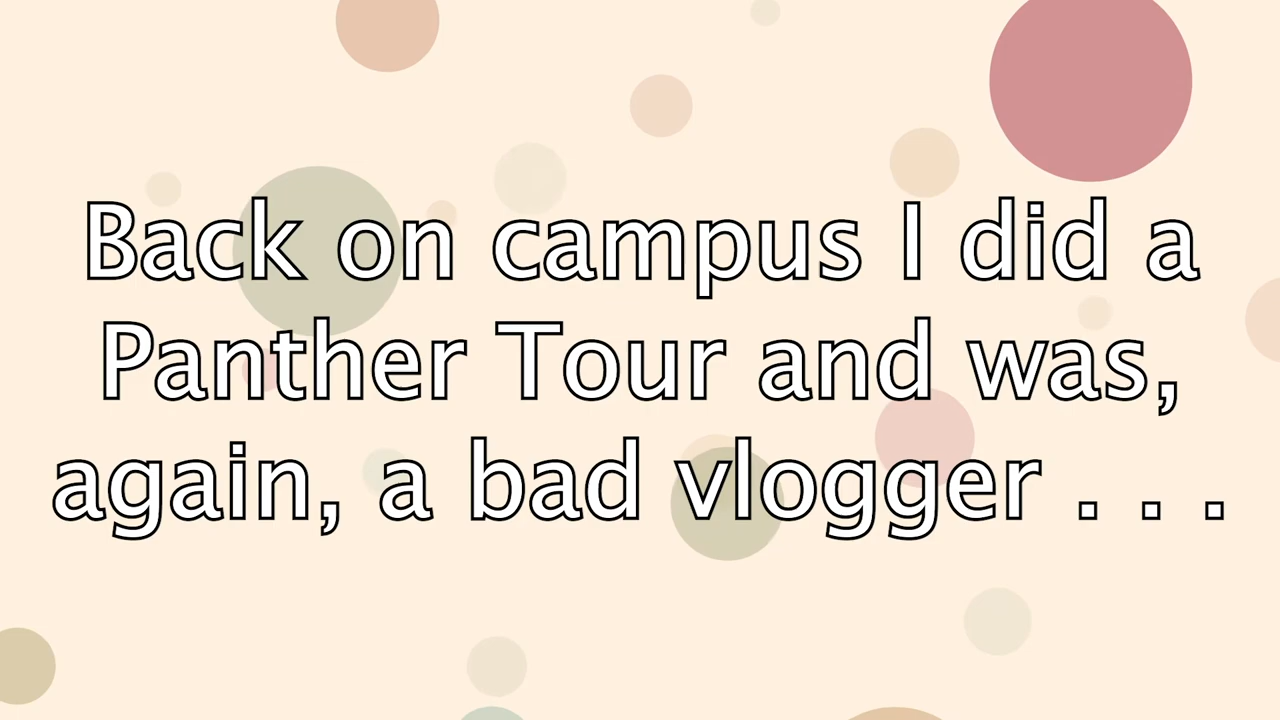 Back on campus I did a
Panther Tour and was,
again, a bad vlogger . . .